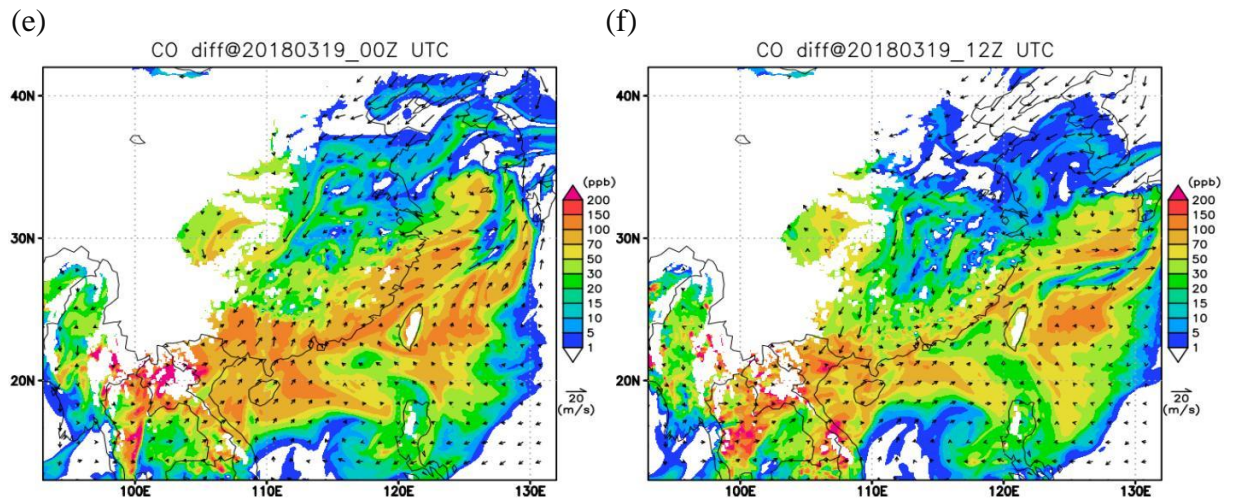 (e)
CO diff@20180319_00Z UTC
40N
30N
20N
100E
110E
120E
130E
(ppb)
200
150
100
70
50
30
20
15
10
5
1
20
(m/s)
(f)
CO diff@20180319_12Z UTC
40N
30N
20N
100E
110E
120E
130E
(ppb)
200
150
100
70
50
30
20
15
10
5
1
20
(m/s)